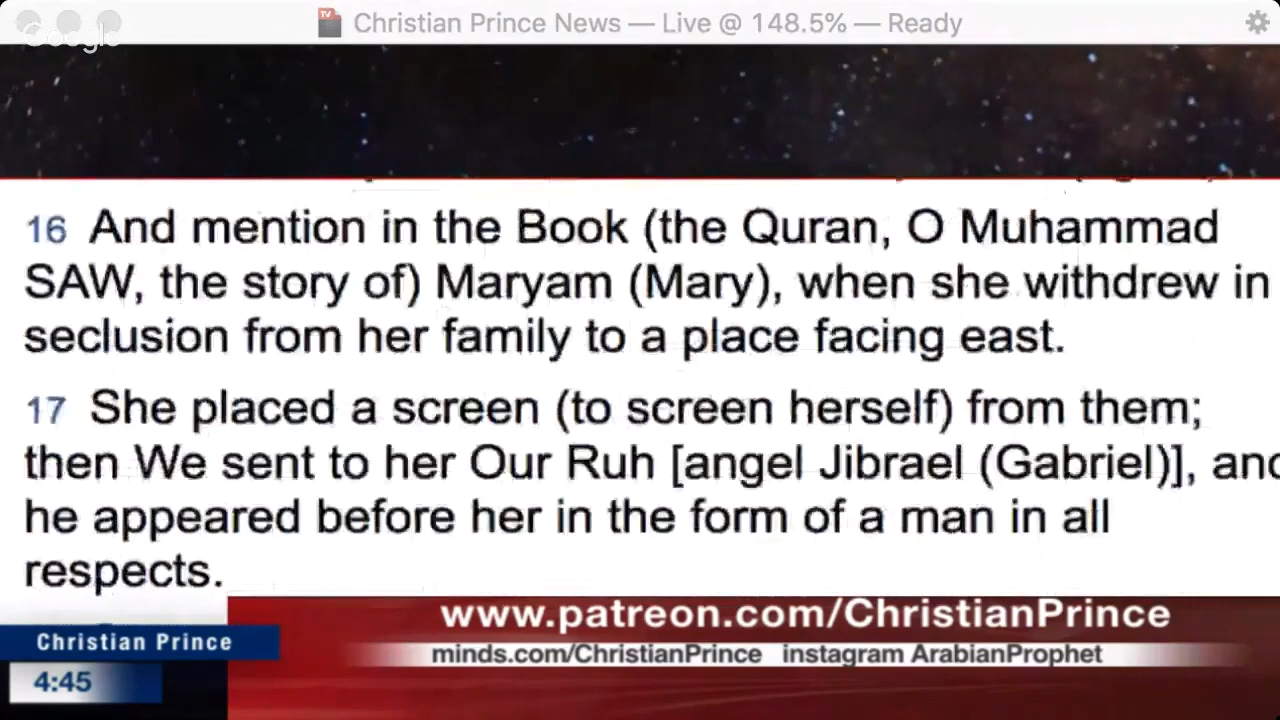 Christian Prince News — Live @ 148.5% — Ready
Google
16 And mention in the Book (the Quran, O Muhammad
SAW, the story of) Maryam (Mary), when she withdrew in
seclusion from her family to a place facing east.
17 She placed a screen (to screen herself) from them;
then We sent to her Our Ruh [angel Jibrael (Gabriel)], and
he appeared before her in the form of a man in all
respects.
www.patreon.com/ChristianPrince
Christian Prince
minds.com/ChristianPrince instagram ArabianProphet
4:45